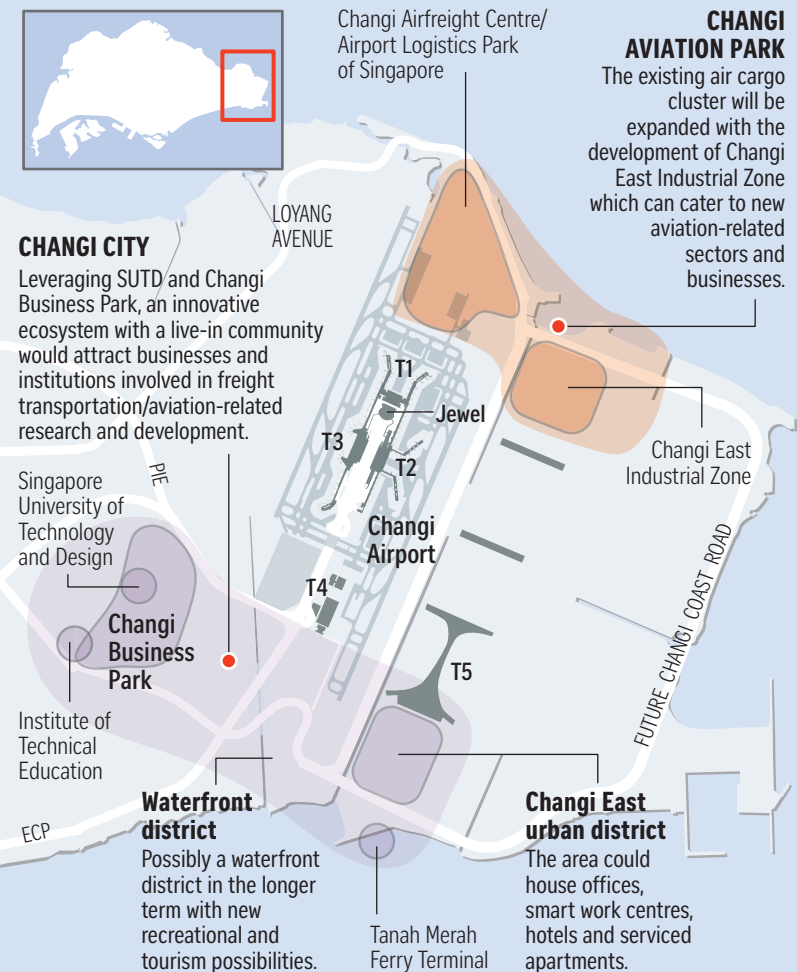 Changi Airfreight Centre/
Airport Logistics Park
of Singapore
CHANGI
AVIATION PARK
The existing air cargo
cluster will be
expanded with the
development of Changi
East Industrial Zone
which can cater to new
aviation-related
sectors and
businesses.
LOYANG
AVENUE
CHANGI CITY
Leveraging SUTD and Changi
Business Park, an innovative
ecosystem with a live-in community
would attract businesses and
institutions involved in freight
transportation/aviation-related
research and development.
T1
Jewel
T3
T2
Changi
Airport
Changi East
Industrial Zone
PIE
Singapore
University of
Technology
and Design
T4
Changi
Business
Park
T5
FUTURE CHANGI COAST ROAD
Institute of
Technical
Education
ECP
Waterfront
district
Possibly a waterfront
district in the longer
term with new
recreational and
tourism possibilities.
Tanah Merah
Ferry Terminal
Changi East
urban district
The area could
house offices,
smart work centres,
hotels and serviced
apartments.